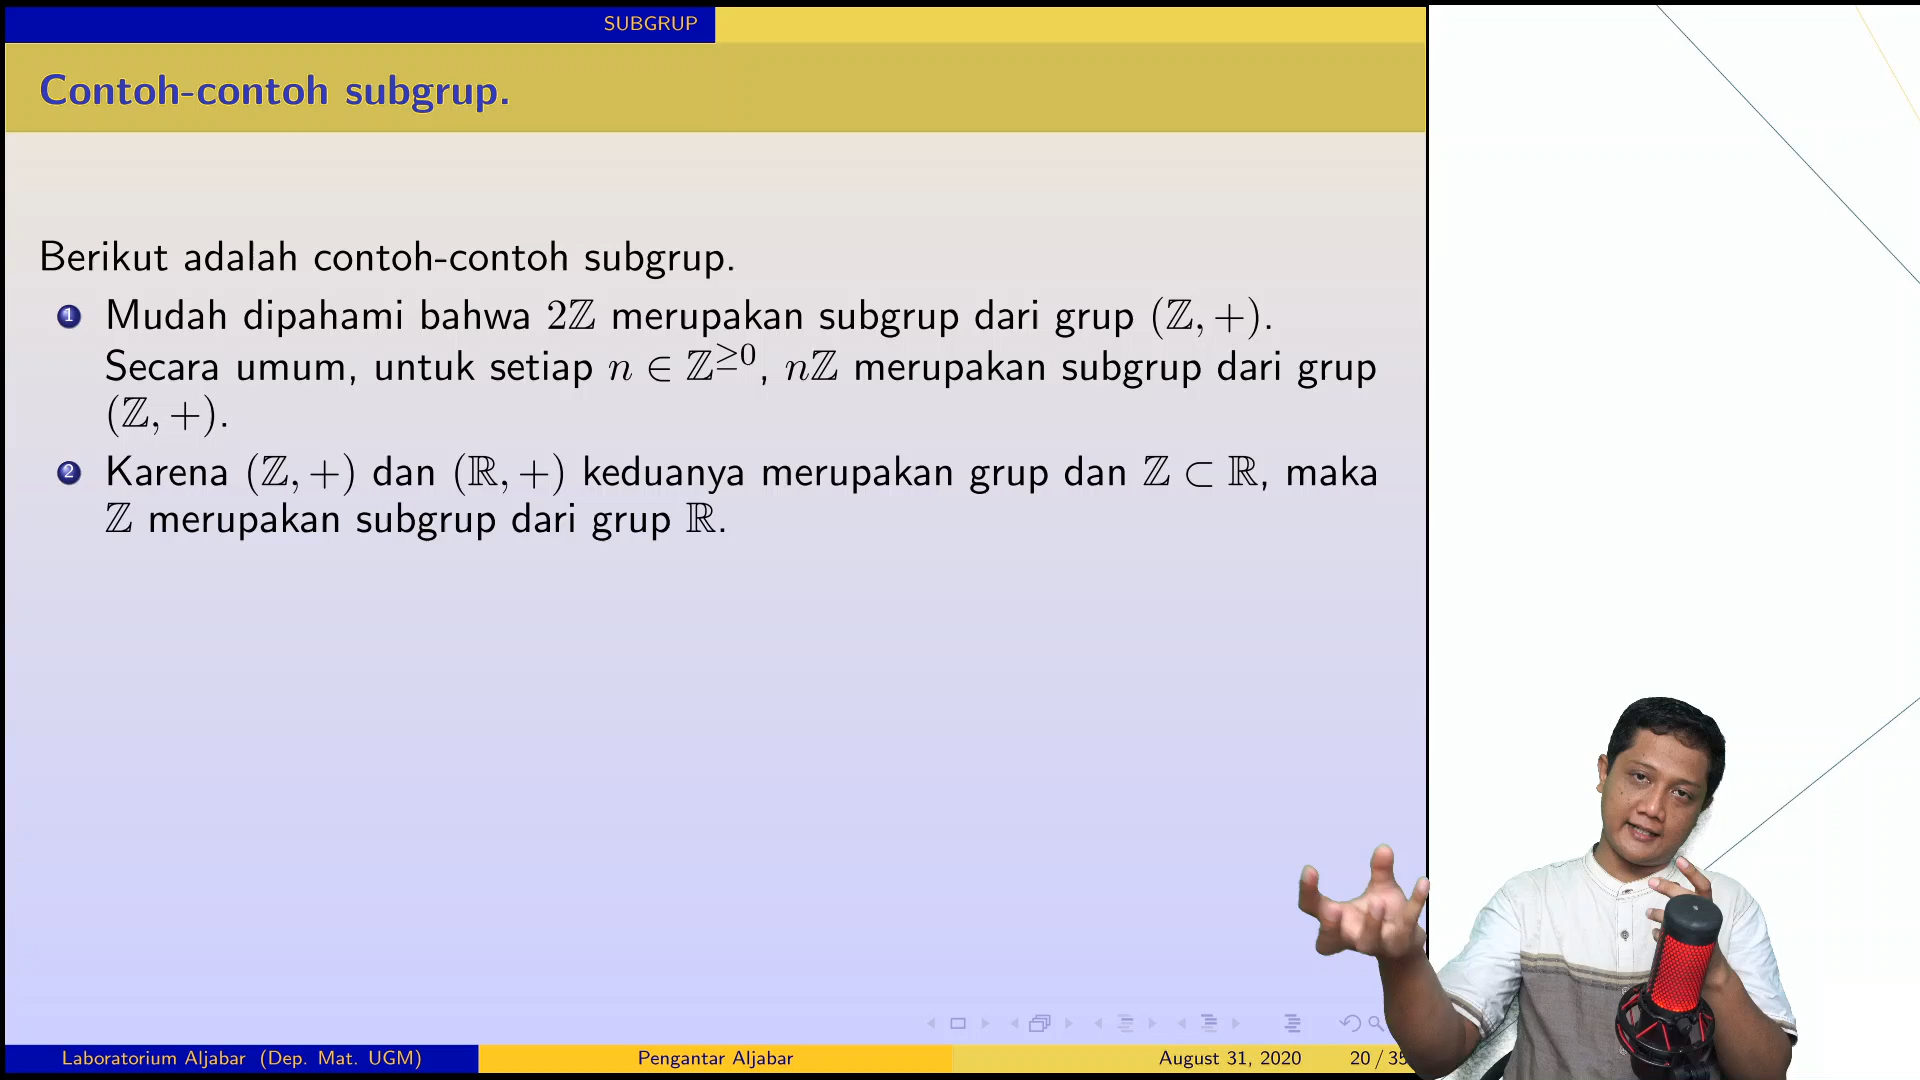 SUBGRUP
Contoh-contoh subgrup.
Berikut adalah contoh-contoh subgrup.
1 Mudah dipahami bahwa 2ℤ merupakan subgrup dari grup (ℤ, +).
Secara umum, untuk setiap n ∈ ℤ^≥0, nℤ merupakan subgrup dari grup
(ℤ, +).
2 Karena (ℤ, +) dan (ℝ, +) keduanya merupakan grup dan ℤ ⊂ ℝ, maka
ℤ merupakan subgrup dari grup ℝ.
Laboratorium Aljabar (Dep. Mat. UGM) Pengantar Aljabar August 31, 2020 20 / 35